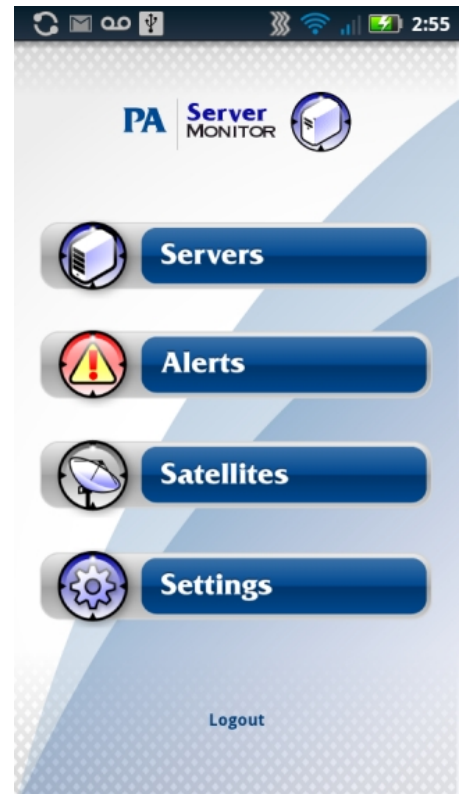 2:55
PA Server
MONITOR
Servers
Alerts
Satellites
Settings
Logout